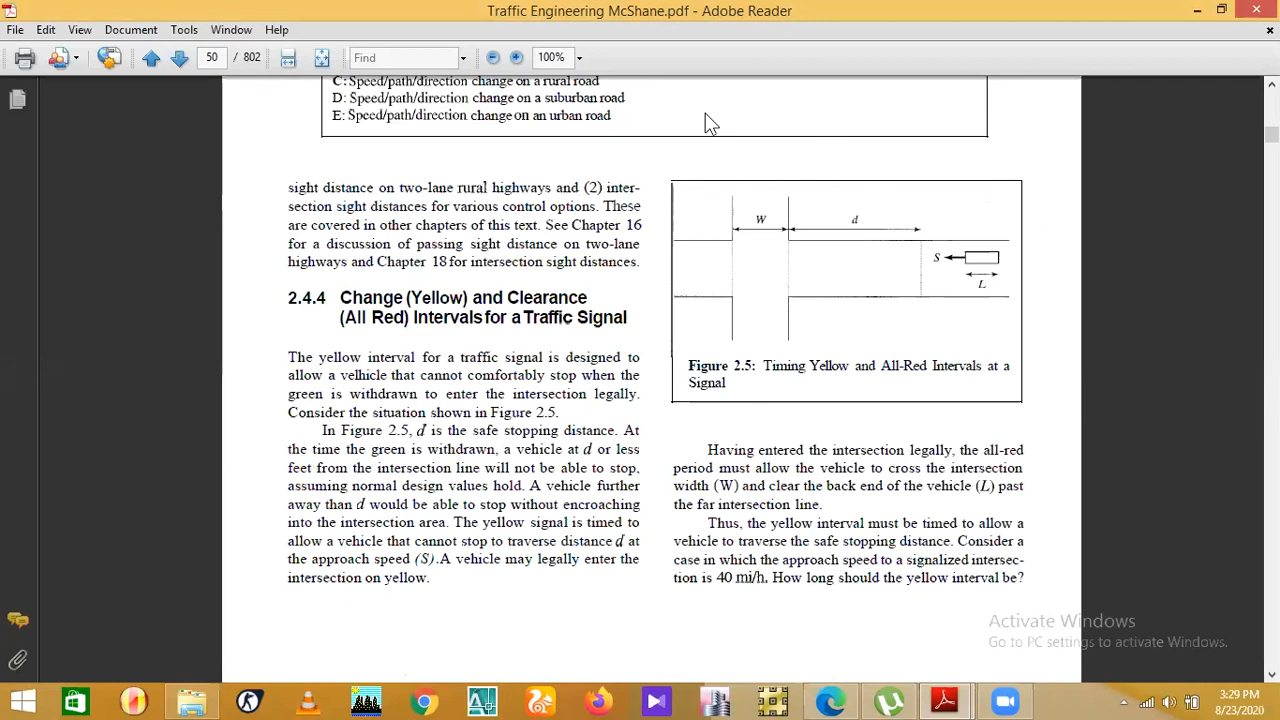 Traffic Engineering McShane.pdf - Adobe Reader
File Edit View Document Tools Window Help
50 / 802 Find 100%
C: Speed/path/direction change on a rural road
D: Speed/path/direction change on a suburban road
E: Speed/path/direction change on an urban road
sight distance on two-lane rural highways and (2) inter-
section sight distances for various control options. These
are covered in other chapters of this text. See Chapter 16
for a discussion of passing sight distance on two-lane
highways and Chapter 18 for intersection sight distances.
2.4.4 Change (Yellow) and Clearance
(All Red) Intervals for a Traffic Signal
The yellow interval for a traffic signal is designed to
allow a velhicle that cannot comfortably stop when the
green is withdrawn to enter the intersection legally.
Consider the situation shown in Figure 2.5.
In Figure 2.5, d is the safe stopping distance. At
the time the green is withdrawn, a vehicle at d or less
feet from the intersection line will not be able to stop,
assuming normal design values hold. A vehicle further
away than d would be able to stop without encroaching
into the intersection area. The yellow signal is timed to
allow a vehicle that cannot stop to traverse distance d at
the approach speed (S). A vehicle may legally enter the
intersection on yellow.
W d
S
L
Figure 2.5: Timing Yellow and All-Red Intervals at a
Signal
Having entered the intersection legally, the all-red
period must allow the vehicle to cross the intersection
width (W) and clear the back end of the vehicle (L) past
the far intersection line.
Thus, the yellow interval must be timed to allow a
vehicle to traverse the safe stopping distance. Consider a
case in which the approach speed to a signalized intersec-
tion is 40 mi/h. How long should the yellow interval be?
Activate Windows
Go to PC settings to activate Windows.
3:29 PM
8/23/2020